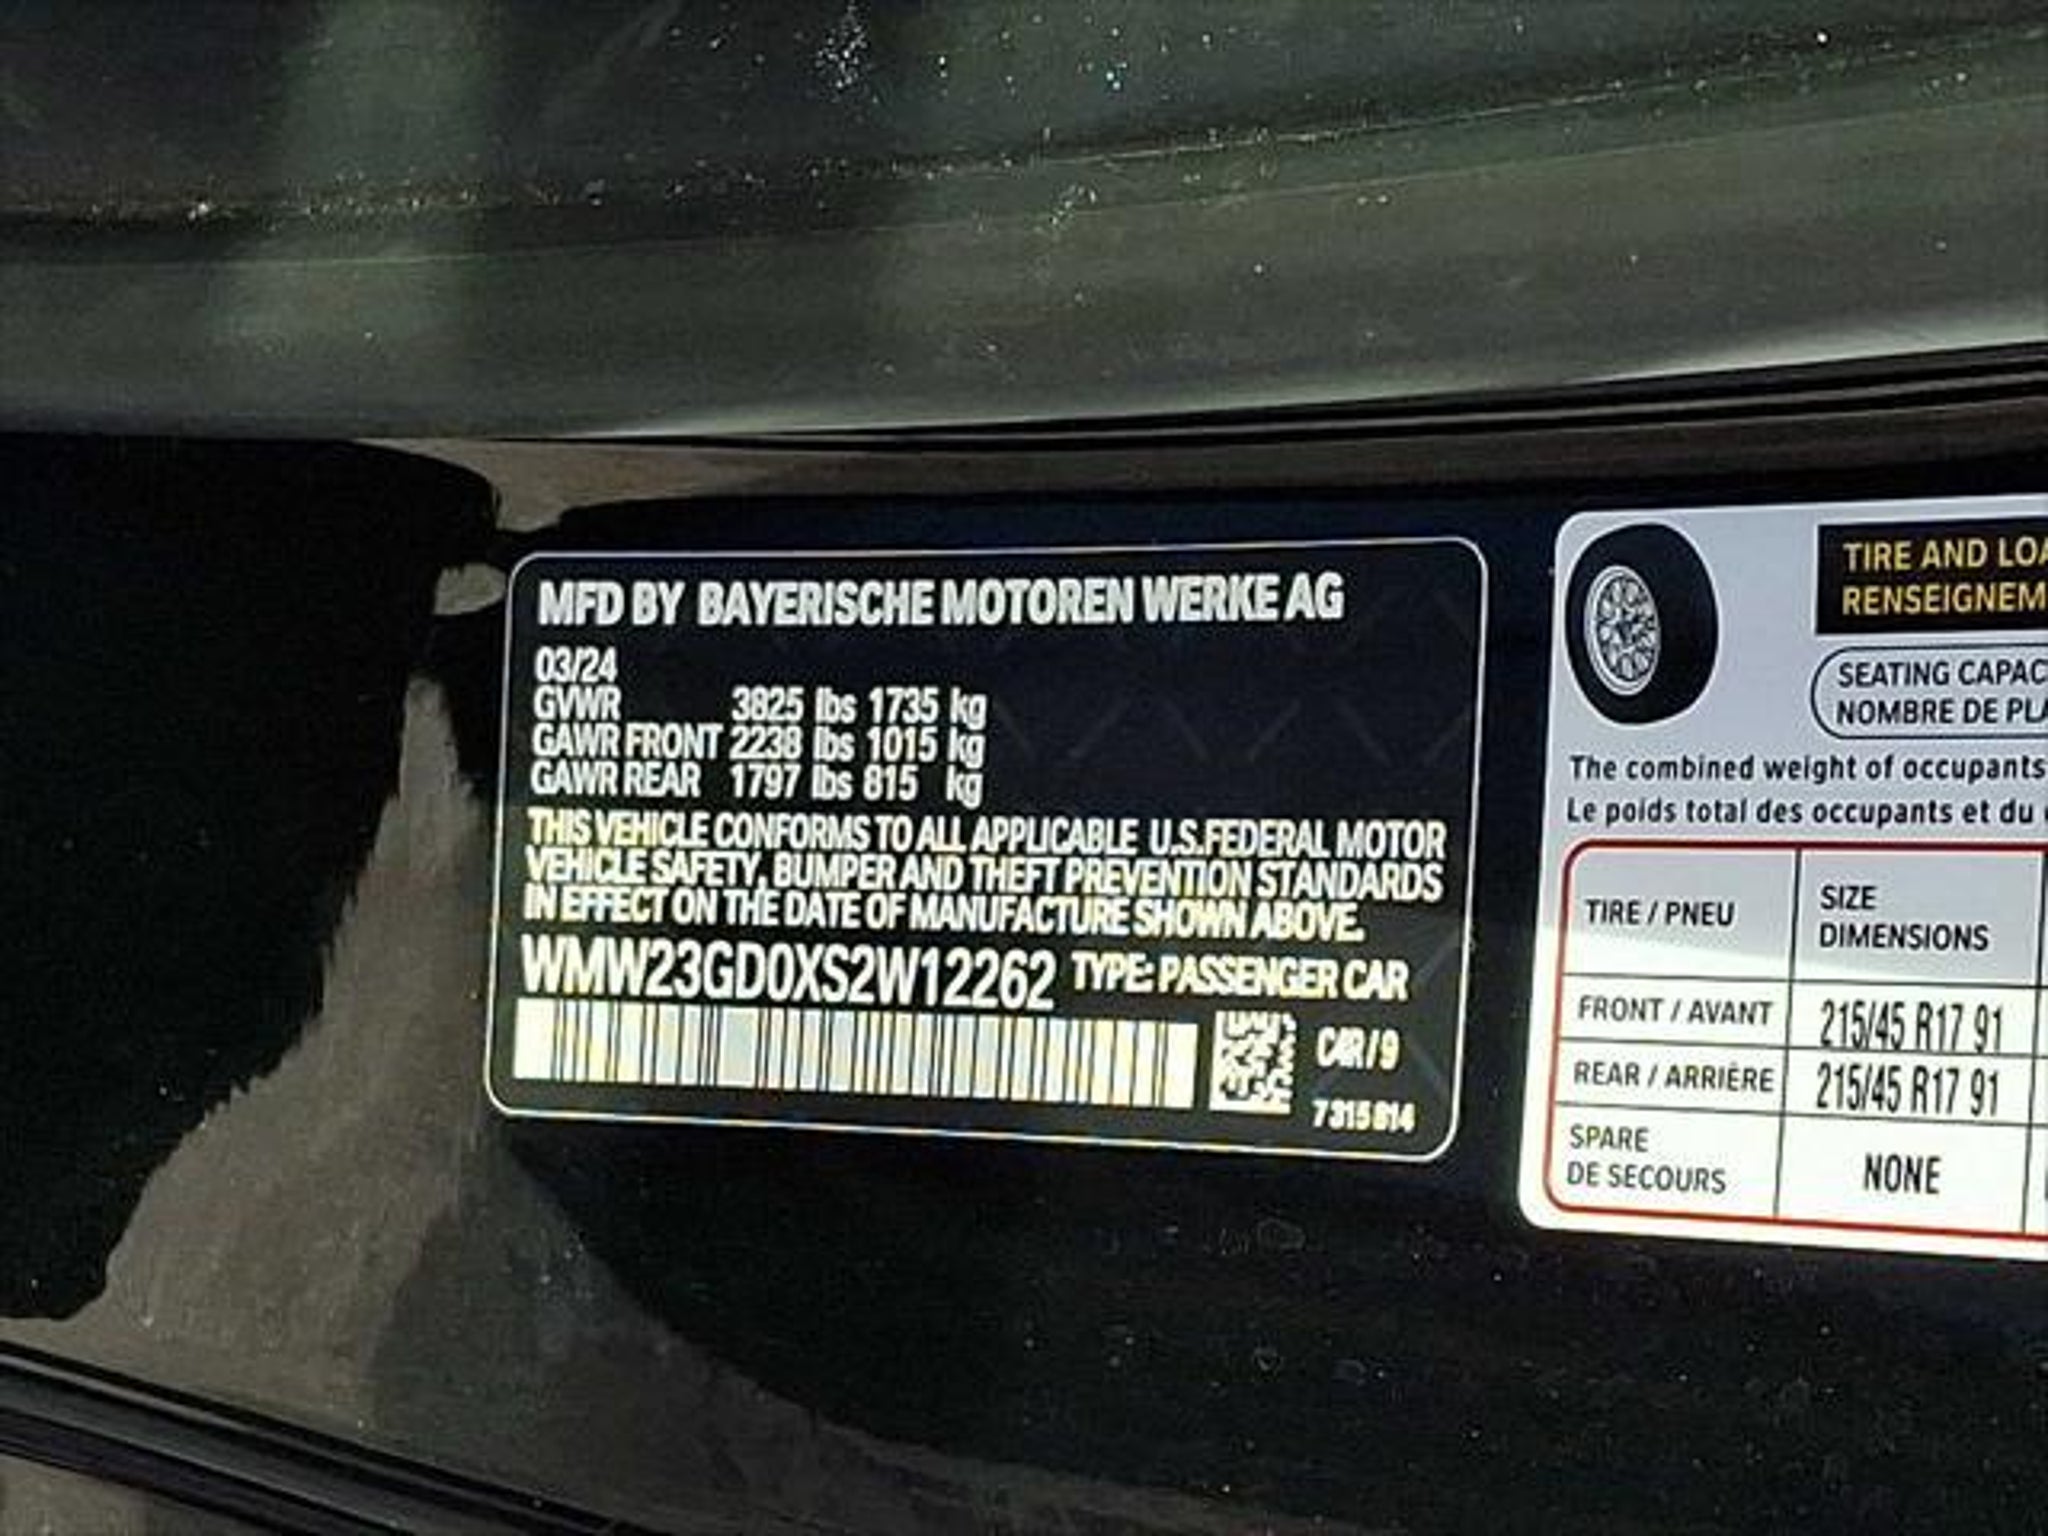 MFD BY BAYERISCHE MOTOREN WERKE AG
03/24
GVWR 3825 lbs 1735 kg
GAWR FRONT 2238 lbs 1015 kg
GAWR REAR 1797 lbs 815 kg
THIS VEHICLE CONFORMS TO ALL APPLICABLE U.S.FEDERAL MOTOR
VEHICLE SAFETY, BUMPER AND THEFT PREVENTION STANDARDS
IN EFFECT ON THE DATE OF MANUFACTURE SHOWN ABOVE.
WMW23GD0XS2W12262 TYPE: PASSENGER CAR
C4R/9
7315814
TIRE AND LOA
RENSEIGNEM
SEATING CAPAC
NOMBRE DE PLA
The combined weight of occupants
Le poids total des occupants et du
TIRE / PNEU
SIZE
DIMENSIONS
FRONT / AVANT 215/45 R17 91
REAR / ARRIÈRE 215/45 R17 91
SPARE
DE SECOURS
NONE